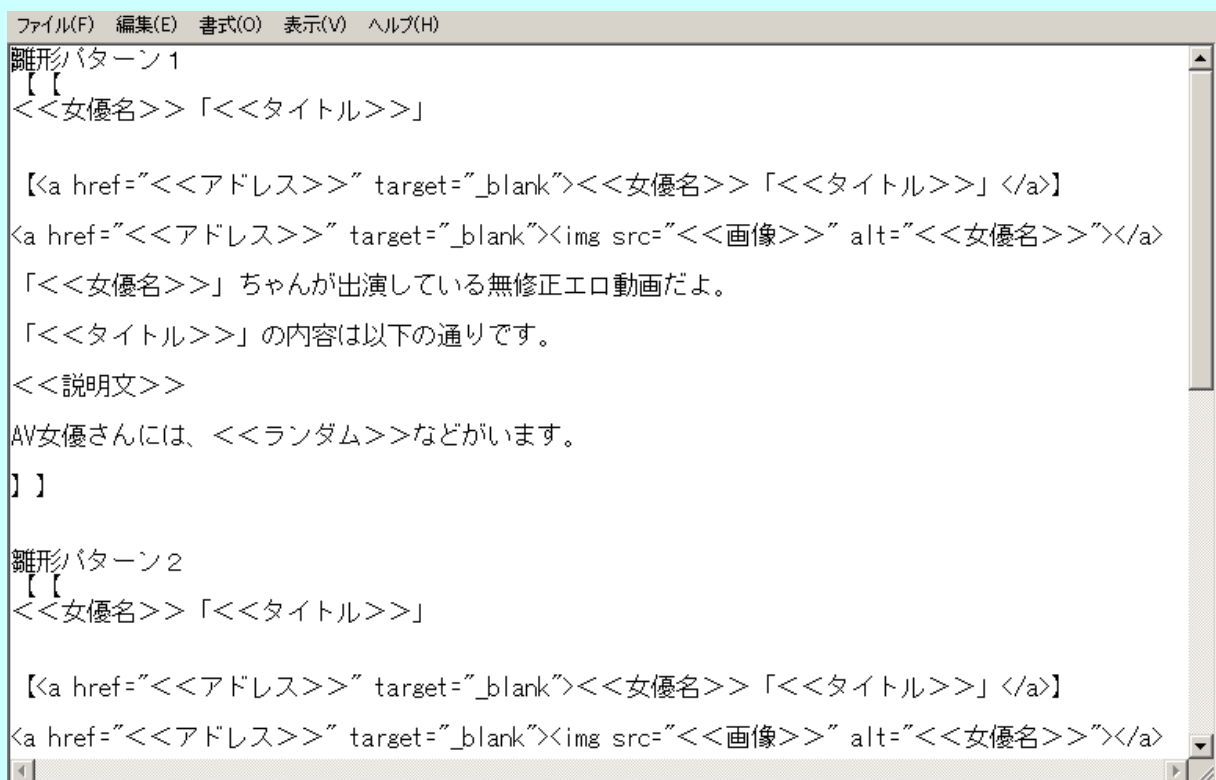 ファイル(F) 編集(E) 書式(O) 表示(V) ヘルプ(H)
雛形パターン１
【【
<<女優名>>「<<タイトル>>」
【<a href="<<アドレス>>" target="_blank"><<女優名>>「<<タイトル>>」</a>】
<a href="<<アドレス>>" target="_blank"><img src="<<画像>>" alt="<<女優名>>"></a>
「<<女優名>>」ちゃんが出演している無修正エロ動画だよ。
「<<タイトル>>」の内容は以下の通りです。
<<説明文>>
AV女優さんには、<<ランダム>>などがいます。
】】
雛形パターン２
【【
<<女優名>>「<<タイトル>>」
【<a href="<<アドレス>>" target="_blank"><<女優名>>「<<タイトル>>」</a>】
<a href="<<アドレス>>" target="_blank"><img src="<<画像>>" alt="<<女優名>>"></a>